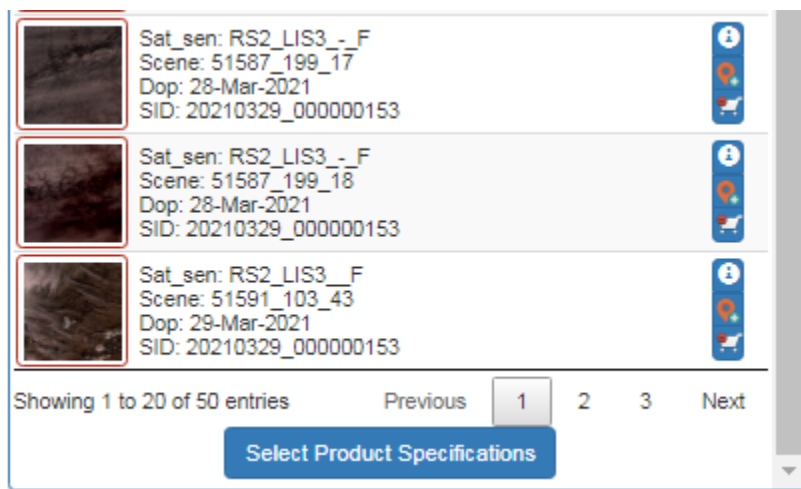 Sat_sen: RS2_LIS3_-_F
Scene: 51587_199_17
Dop: 28-Mar-2021
SID: 20210329_000000153
Sat_sen: RS2_LIS3_-_F
Scene: 51587_199_18
Dop: 28-Mar-2021
SID: 20210329_000000153
Sat_sen: RS2_LIS3__F
Scene: 51591_103_43
Dop: 29-Mar-2021
SID: 20210329_000000153
Showing 1 to 20 of 50 entries Previous 1 2 3 Next
Select Product Specifications